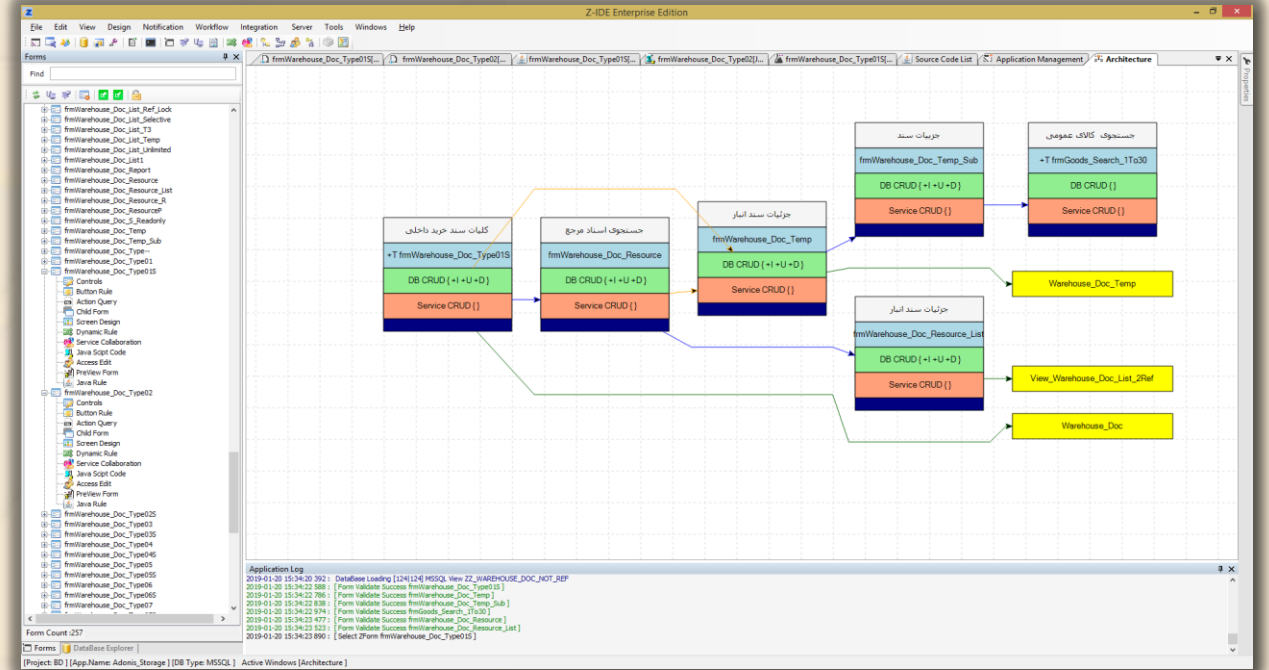 Z-IDE Enterprise Edition
File Edit View Design Notification Workflow Integration Server Tools Windows Help
Forms
frmWarehouse_Doc_Type01S[... frmWarehouse_Doc_Type02[... frmWarehouse_Doc_Type01S[... frmWarehouse_Doc_Type02[J... frmWarehouse_Doc_Type01S[... Source Code List Application Management Architecture
Properties
Find
frmWarehouse_Doc_List_Ref_Lock
frmWarehouse_Doc_List_Selective
frmWarehouse_Doc_List_T3
frmWarehouse_Doc_List_Temp
frmWarehouse_Doc_List_Unlimited
frmWarehouse_Doc_List1
frmWarehouse_Doc_Report
frmWarehouse_Doc_Resource
frmWarehouse_Doc_Resource_List
frmWarehouse_Doc_Resource_R
frmWarehouse_Doc_ResourceP
frmWarehouse_Doc_S_Readonly
frmWarehouse_Doc_Temp
frmWarehouse_Doc_Temp_Sub
frmWarehouse_Doc_Type--
frmWarehouse_Doc_Type01
frmWarehouse_Doc_Type01S
Controls
Button Rule
Action Query
Child Form
Screen Design
Dynamic Rule
Service Collaboration
Java Scipt Code
Access Edit
PreView Form
Java Rule
frmWarehouse_Doc_Type02
Controls
Button Rule
Action Query
Child Form
Screen Design
Dynamic Rule
Service Collaboration
Java Scipt Code
Access Edit
PreView Form
Java Rule
frmWarehouse_Doc_Type02S
frmWarehouse_Doc_Type03
frmWarehouse_Doc_Type03S
frmWarehouse_Doc_Type04
frmWarehouse_Doc_Type04S
frmWarehouse_Doc_Type05
frmWarehouse_Doc_Type05S
frmWarehouse_Doc_Type06
frmWarehouse_Doc_Type06S
frmWarehouse_Doc_Type07
Form Count :257
Forms DataBase Explorer
کلیات سند خرید داخلی
+T frmWarehouse_Doc_Type01S
DB CRUD { +I +U +D }
Service CRUD { }
جستجوی اسناد مرجع
frmWarehouse_Doc_Resource
DB CRUD { +I +U +D }
Service CRUD { }
جزئیات سند انبار
frmWarehouse_Doc_Temp
DB CRUD { +I +U +D }
Service CRUD { }
جزییات سند
frmWarehouse_Doc_Temp_Sub
DB CRUD { +I +U +D }
Service CRUD { }
جستجوی کالای عمومی
+T frmGoods_Search_1To30
DB CRUD { }
Service CRUD { }
Warehouse_Doc_Temp
جزئیات سند انبار
frmWarehouse_Doc_Resource_List
DB CRUD { +I +U +D }
Service CRUD { }
View_Warehouse_Doc_List_2Ref
Warehouse_Doc
Application Log
2019-01-20 15:34:20 392 : DataBase Loading [124|124] MSSQL View ZZ_WAREHOUSE_DOC_NOT_REF
2019-01-20 15:34:22 588 : [ Form Validate Success frmWarehouse_Doc_Type01S ]
2019-01-20 15:34:22 786 : [ Form Validate Success frmWarehouse_Doc_Temp ]
2019-01-20 15:34:22 838 : [ Form Validate Success frmWarehouse_Doc_Temp_Sub ]
2019-01-20 15:34:22 974 : [ Form Validate Success frmGoods_Search_1To30 ]
2019-01-20 15:34:23 477 : [ Form Validate Success frmWarehouse_Doc_Resource ]
2019-01-20 15:34:23 523 : [ Form Validate Success frmWarehouse_Doc_Resource_List ]
2019-01-20 15:34:23 890 : [ Select ZForm frmWarehouse_Doc_Type01S ]
[Project: BD ] [App.Name: Adonis_Storage ] [DB Type: MSSQL ] Active Windows [Architecture ]